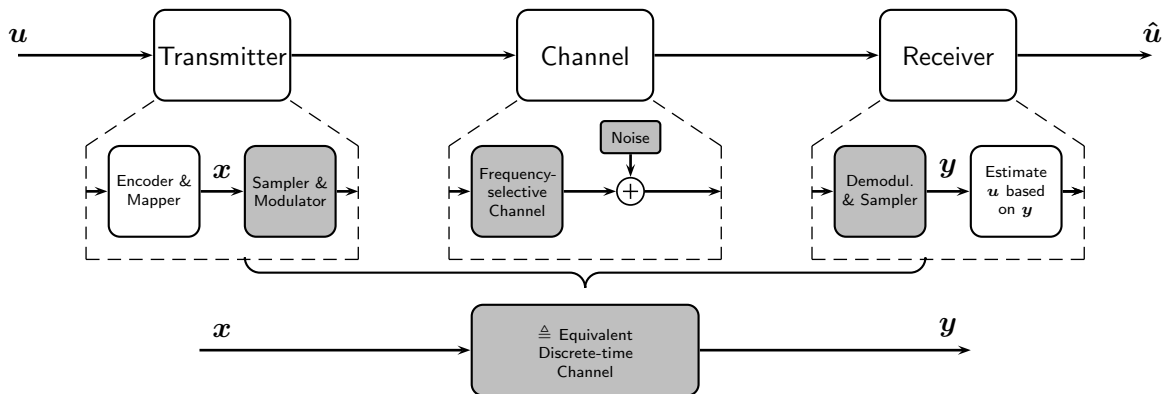 u
Transmitter
Channel
Receiver
û
Encoder &
Mapper
x
Sampler &
Modulator
Frequency-
selective
Channel
Noise
+
Demodul.
& Sampler
y
Estimate
u based
on y
x
≜ Equivalent
Discrete-time
Channel
y